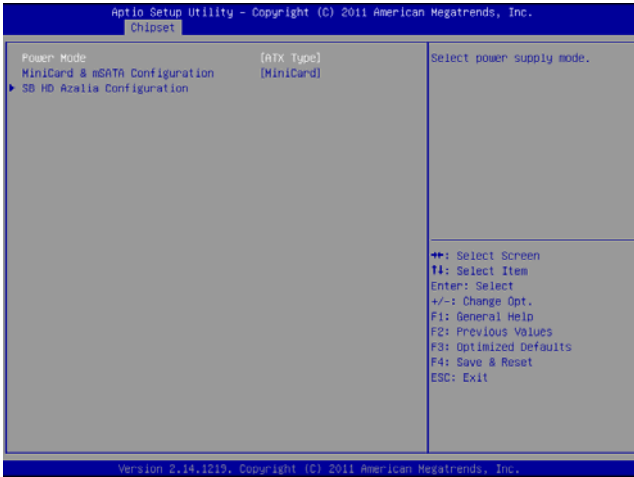 Aptio Setup Utility - Copyright (C) 2011 American Megatrends, Inc.
Chipset
Power Mode [ATX Type]
MiniCard & mSATA Configuration [MiniCard]
▶ SB HD Azalia Configuration
Select power supply mode.
→←: Select Screen
↑↓: Select Item
Enter: Select
+/-: Change Opt.
F1: General Help
F2: Previous Values
F3: Optimized Defaults
F4: Save & Reset
ESC: Exit
Version 2.14.1219. Copyright (C) 2011 American Megatrends, Inc.